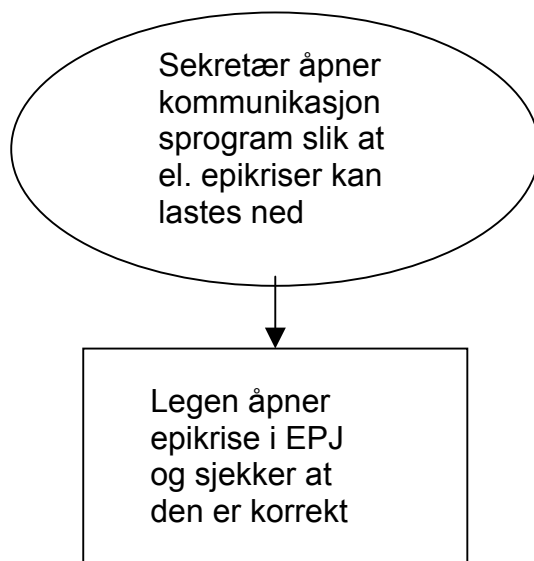 Sekretær åpner
kommunikasjon
sprogram slik at
el. epikriser kan
lastes ned
Legen åpner
epikrise i EPJ
og sjekker at
den er korrekt